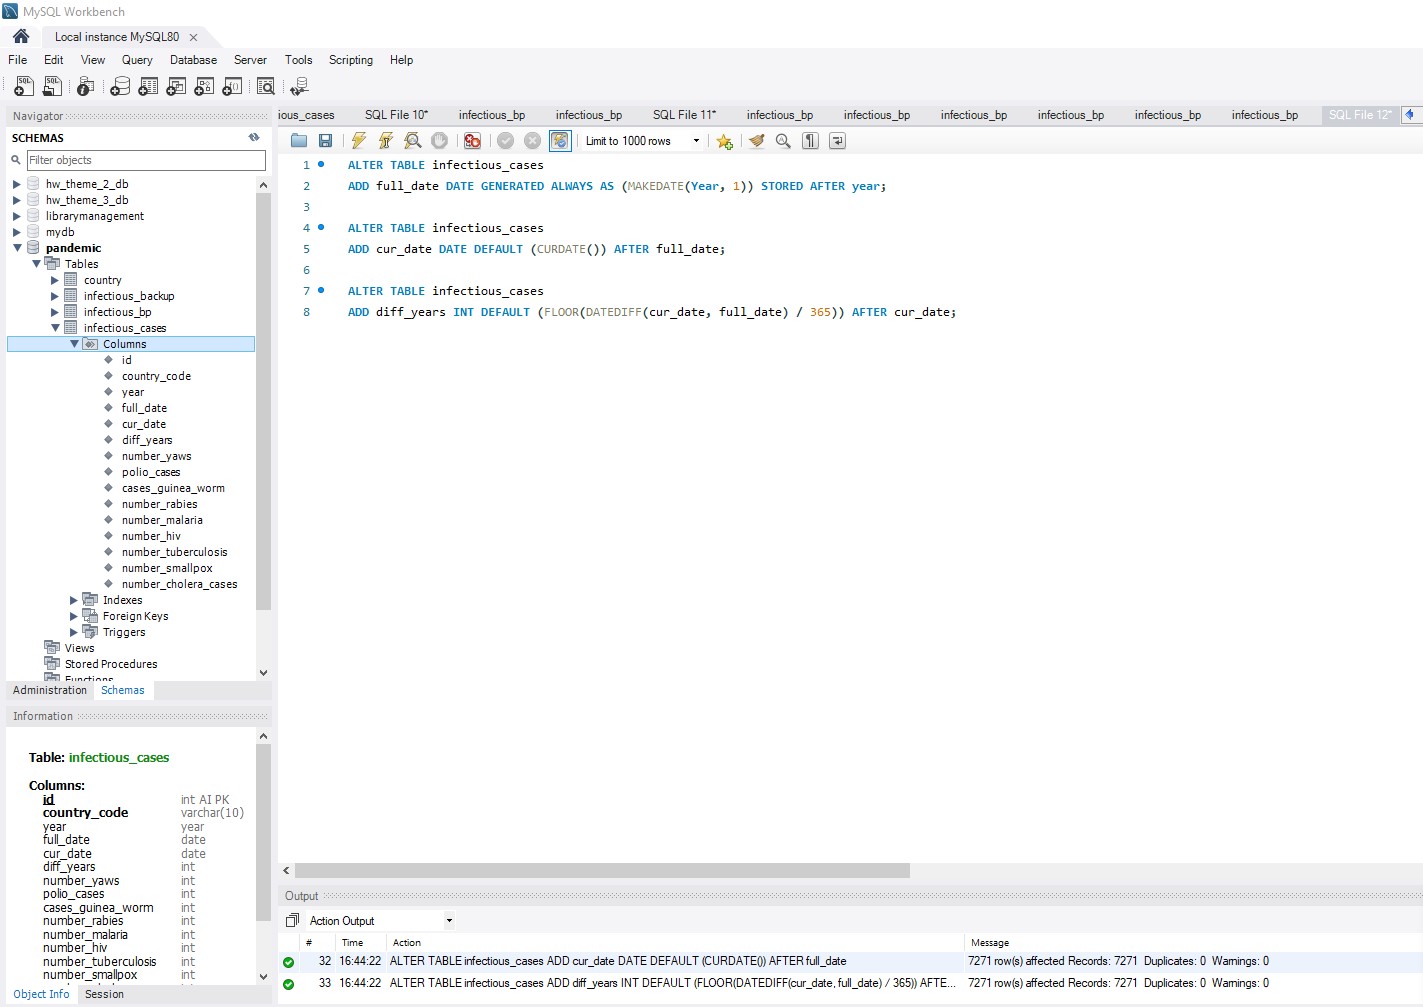 MySQL Workbench
Local instance MySQL80
File Edit View Query Database Server Tools Scripting Help
Navigator
SCHEMAS
Filter objects
hw_theme_2_db
hw_theme_3_db
librarymanagement
mydb
pandemic
Tables
country
infectious_backup
infectious_bp
infectious_cases
Columns
id
country_code
year
full_date
cur_date
diff_years
number_yaws
polio_cases
cases_guinea_worm
number_rabies
number_malaria
number_hiv
number_tuberculosis
number_smallpox
number_cholera_cases
Indexes
Foreign Keys
Triggers
Views
Stored Procedures
Functions
Administration Schemas
Information
Table: infectious_cases
Columns:
id int AI PK
country_code varchar(10)
year year
full_date date
cur_date date
diff_years int
number_yaws int
polio_cases int
cases_guinea_worm int
number_rabies int
number_malaria int
number_hiv int
number_tuberculosis int
number_smallpox int
Object Info Session
ious_cases SQL File 10* infectious_bp infectious_bp SQL File 11* infectious_bp infectious_bp infectious_bp infectious_bp infectious_bp infectious_bp SQL File 12*
Limit to 1000 rows
1 ALTER TABLE infectious_cases
2 ADD full_date DATE GENERATED ALWAYS AS (MAKEDATE(Year, 1)) STORED AFTER year;
3
4 ALTER TABLE infectious_cases
5 ADD cur_date DATE DEFAULT (CURDATE()) AFTER full_date;
6
7 ALTER TABLE infectious_cases
8 ADD diff_years INT DEFAULT (FLOOR(DATEDIFF(cur_date, full_date) / 365)) AFTER cur_date;
Output
Action Output
# Time Action Message
32 16:44:22 ALTER TABLE infectious_cases ADD cur_date DATE DEFAULT (CURDATE()) AFTER full_date 7271 row(s) affected Records: 7271 Duplicates: 0 Warnings: 0
33 16:44:22 ALTER TABLE infectious_cases ADD diff_years INT DEFAULT (FLOOR(DATEDIFF(cur_date, full_date) / 365)) AFTE... 7271 row(s) affected Records: 7271 Duplicates: 0 Warnings: 0